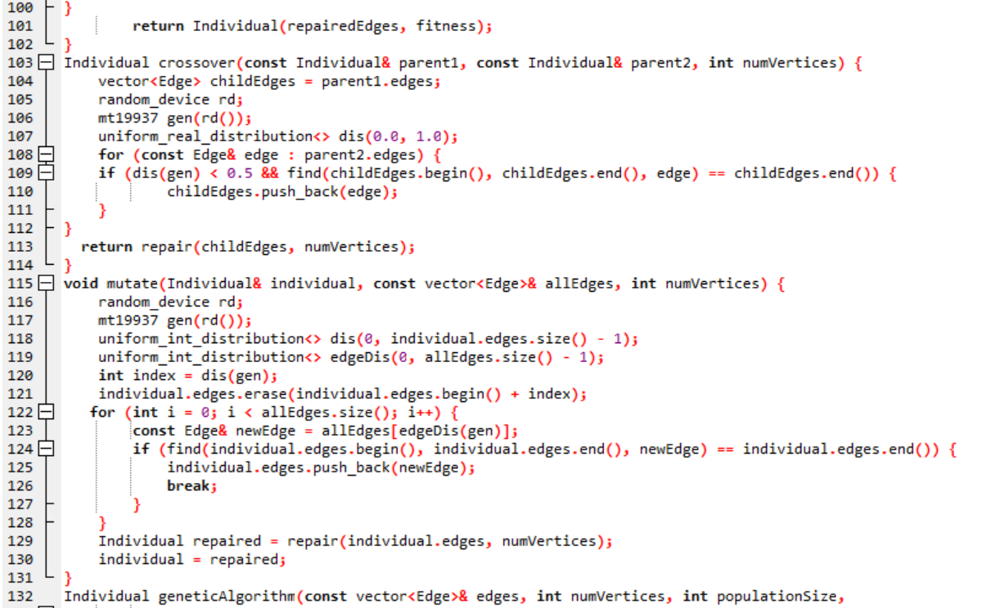 100 }
101 return Individual(repairedEdges, fitness);
102 }
103 Individual crossover(const Individual& parent1, const Individual& parent2, int numVertices) {
104 vector<Edge> childEdges = parent1.edges;
105 random_device rd;
106 mt19937 gen(rd());
107 uniform_real_distribution<> dis(0.0, 1.0);
108 for (const Edge& edge : parent2.edges) {
109 if (dis(gen) < 0.5 && find(childEdges.begin(), childEdges.end(), edge) == childEdges.end()) {
110 childEdges.push_back(edge);
111 }
112 }
113 return repair(childEdges, numVertices);
114 }
115 void mutate(Individual& individual, const vector<Edge>& allEdges, int numVertices) {
116 random_device rd;
117 mt19937 gen(rd());
118 uniform_int_distribution<> dis(0, individual.edges.size() - 1);
119 uniform_int_distribution<> edgeDis(0, allEdges.size() - 1);
120 int index = dis(gen);
121 individual.edges.erase(individual.edges.begin() + index);
122 for (int i = 0; i < allEdges.size(); i++) {
123 const Edge& newEdge = allEdges[edgeDis(gen)];
124 if (find(individual.edges.begin(), individual.edges.end(), newEdge) == individual.edges.end()) {
125 individual.edges.push_back(newEdge);
126 break;
127 }
128 }
129 Individual repaired = repair(individual.edges, numVertices);
130 individual = repaired;
131 }
132 Individual geneticAlgorithm(const vector<Edge>& edges, int numVertices, int populationSize,